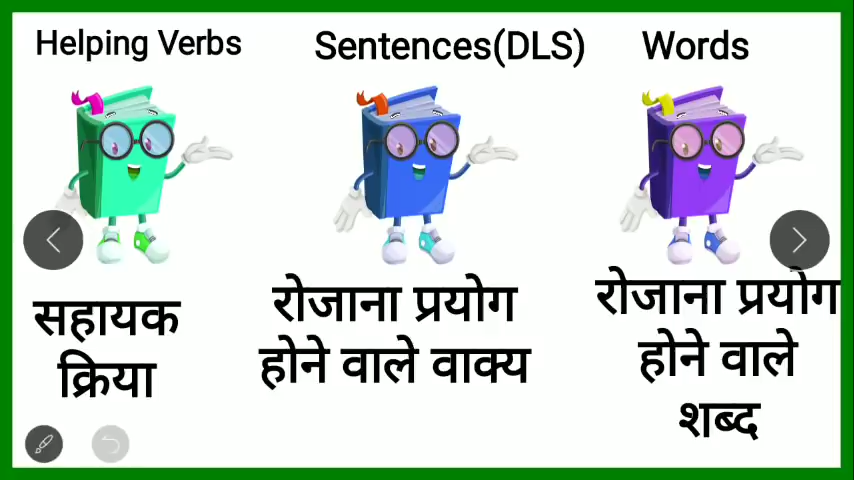 Helping Verbs
Sentences(DLS)
Words
सहायक
क्रिया
रोजाना प्रयोग
होने वाले वाक्य
रोजाना प्रयोग
होने वाले
शब्द